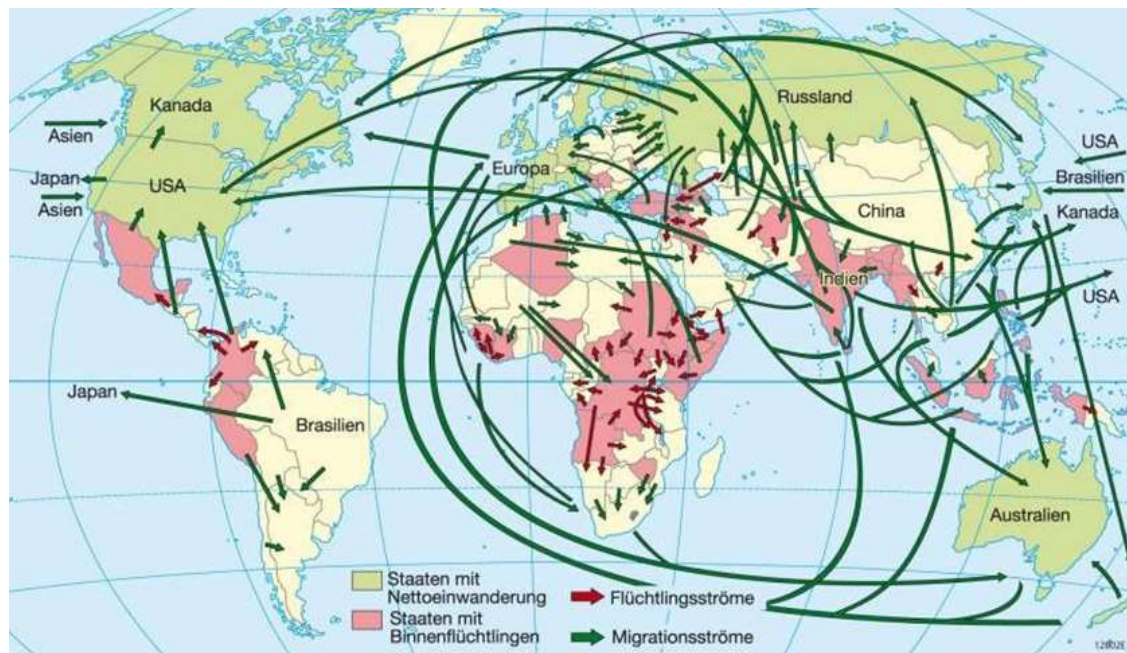 Kanada
Russland
Asien
USA
USA
Europa
Japan
Brasilien
Asien
China
Kanada
Indien
USA
Japan
Brasilien
Australien
Staaten mit
Nettoeinwanderung
Staaten mit
Binnenflüchtlingen
Flüchtlingsströme
Migrationsströme